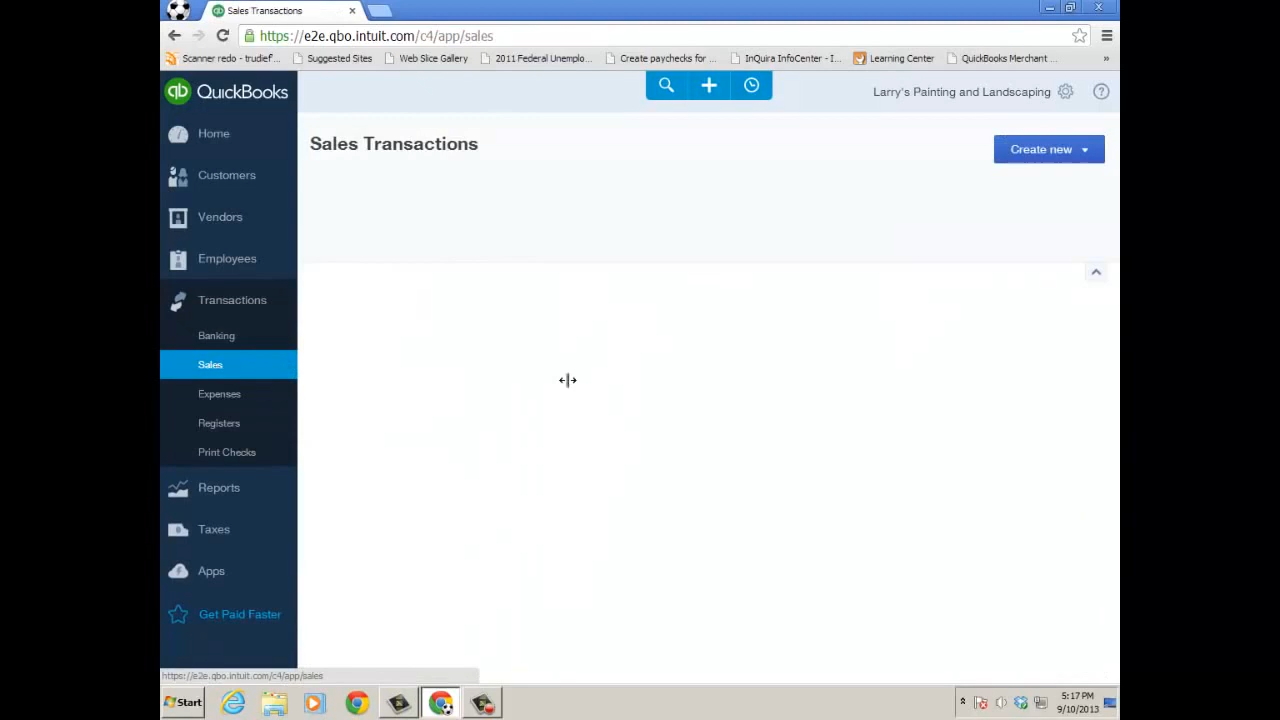 Sales Transactions
https://e2e.qbo.intuit.com/c4/app/sales
Scanner redo - trudief ... Suggested Sites Web Slice Gallery 2011 Federal Unemplo... Create paychecks for ... InQuira InfoCenter - I... Learning Center QuickBooks Merchant ... »
qb QuickBooks
Larry's Painting and Landscaping
Home
Sales Transactions
Create new
Customers
Vendors
Employees
Transactions
Banking
Sales
Expenses
Registers
Print Checks
Reports
Taxes
Apps
Get Paid Faster
https://e2e.qbo.intuit.com/c4/app/sales
Start
5:17 PM
9/10/2013